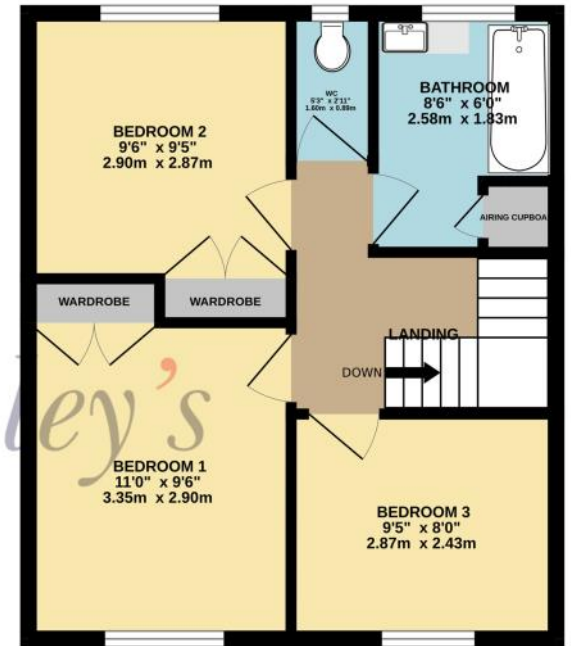 BEDROOM 2
9'6" x 9'5"
2.90m x 2.87m
WC
5'3" x 2'11"
1.60m x 0.89m
BATHROOM
8'6" x 6'0"
2.58m x 1.83m
AIRING CUPBOA
WARDROBE
WARDROBE
LANDING
DOWN
ley's
BEDROOM 1
11'0" x 9'6"
3.35m x 2.90m
BEDROOM 3
9'5" x 8'0"
2.87m x 2.43m